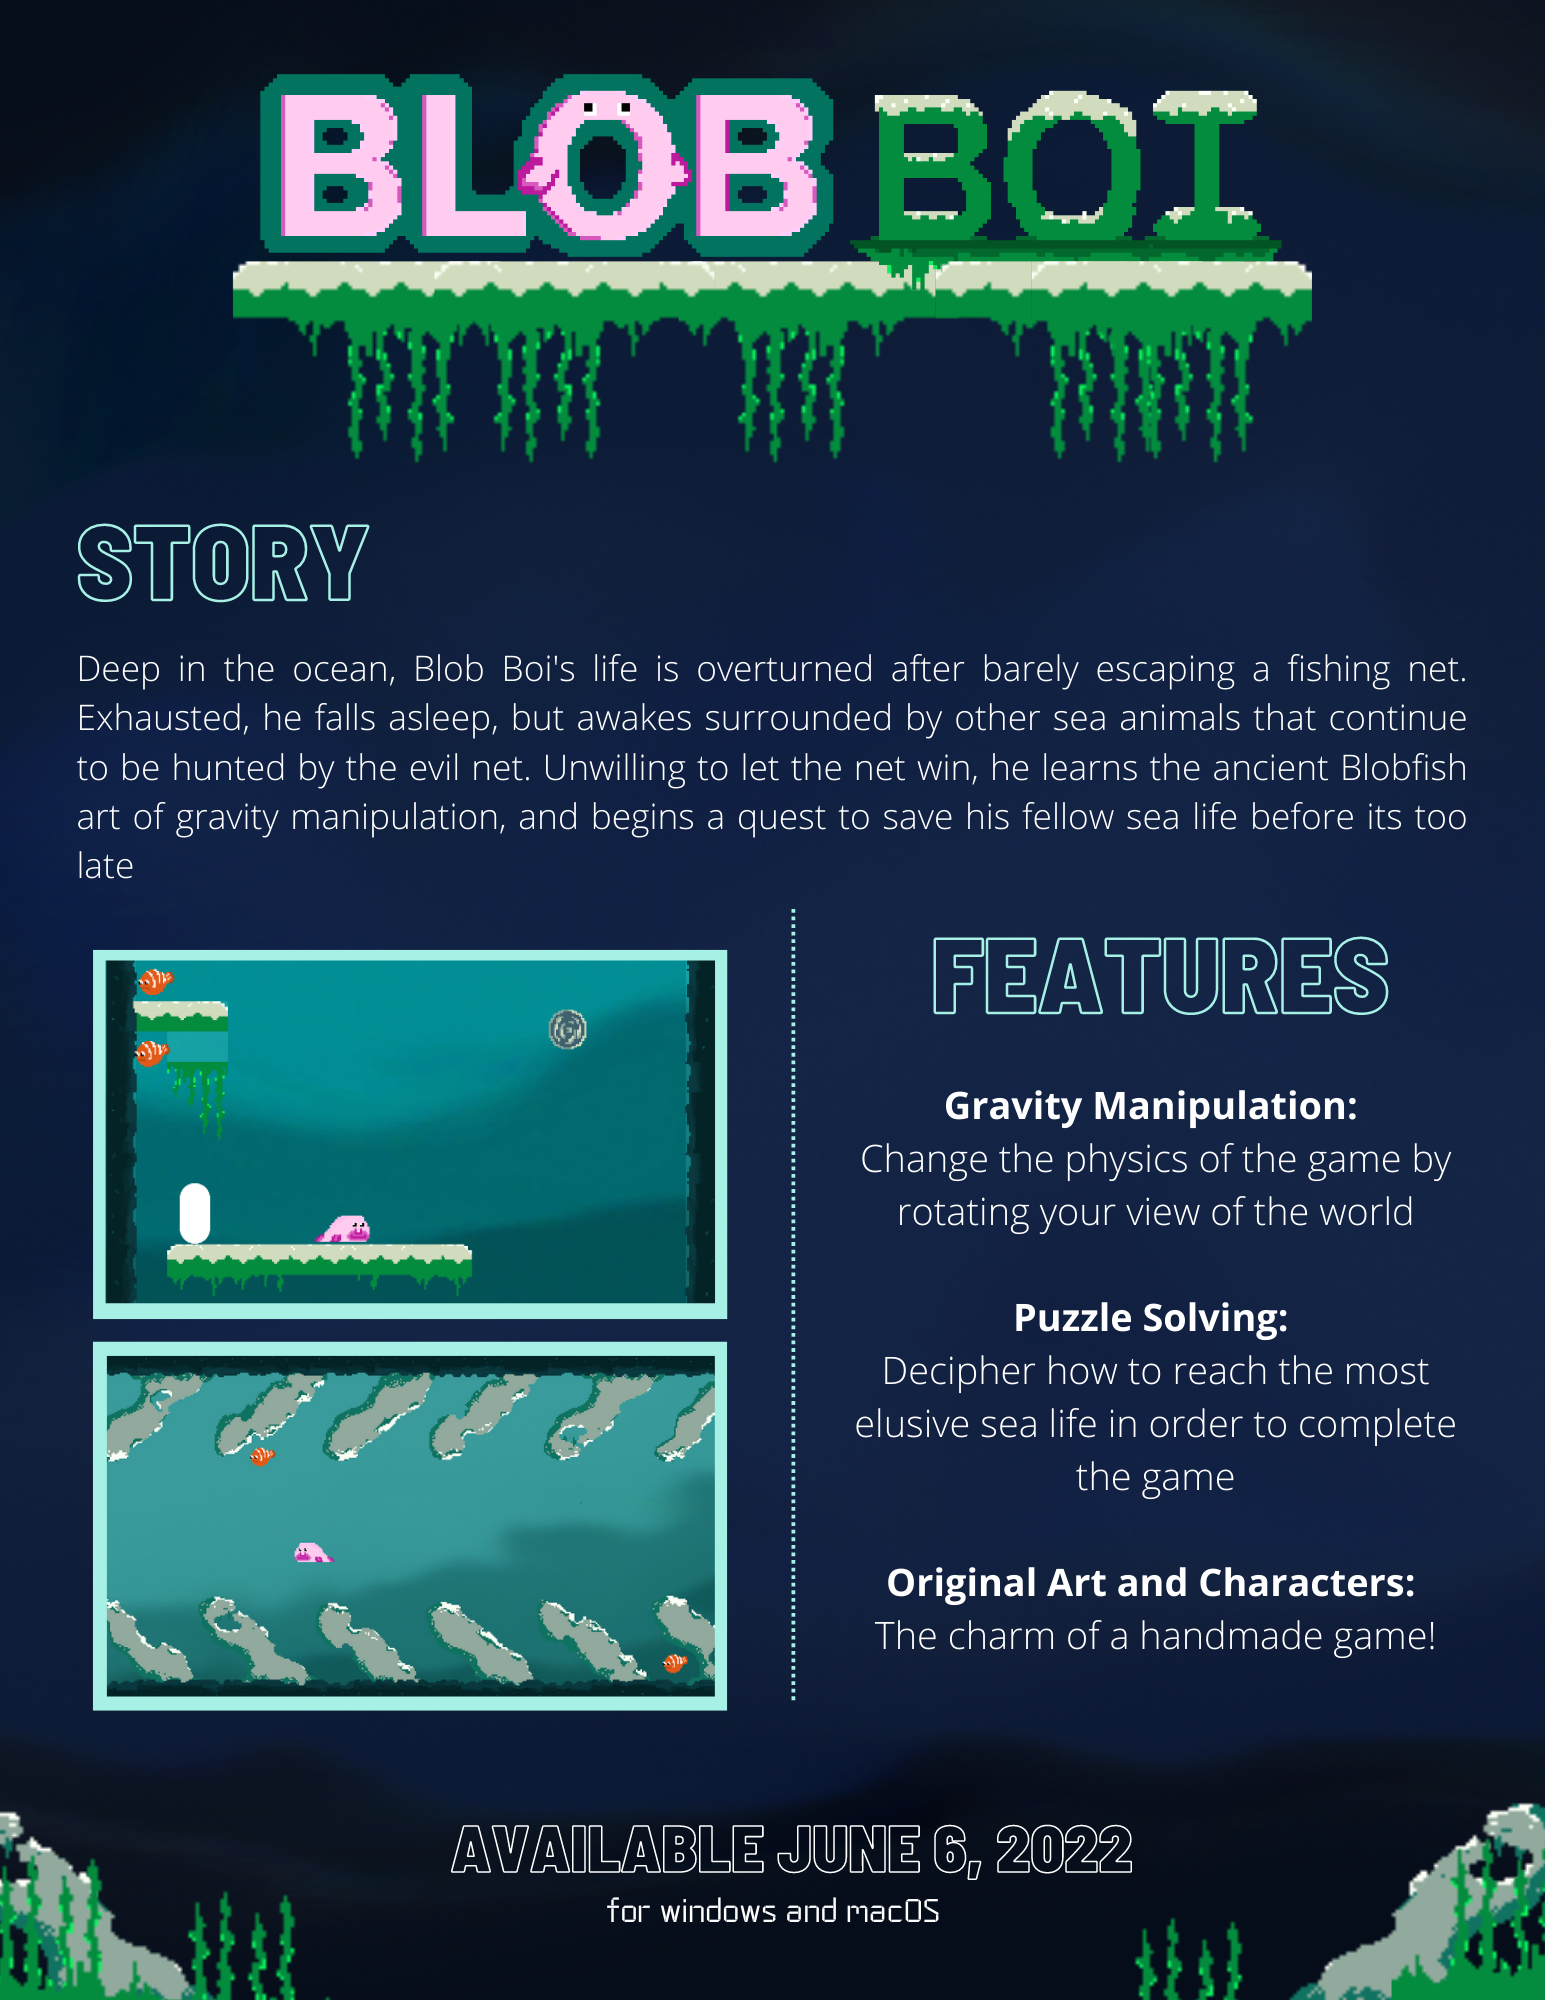 BLOB BOI
STORY
Deep in the ocean, Blob Boi's life is overturned after barely escaping a fishing net.
Exhausted, he falls asleep, but awakes surrounded by other sea animals that continue
to be hunted by the evil net. Unwilling to let the net win, he learns the ancient Blobfish
art of gravity manipulation, and begins a quest to save his fellow sea life before its too
late
FEATURES
Gravity Manipulation:
Change the physics of the game by
rotating your view of the world
Puzzle Solving:
Decipher how to reach the most
elusive sea life in order to complete
the game
Original Art and Characters:
The charm of a handmade game!
AVAILABLE JUNE 6, 2022
for windows and macOS